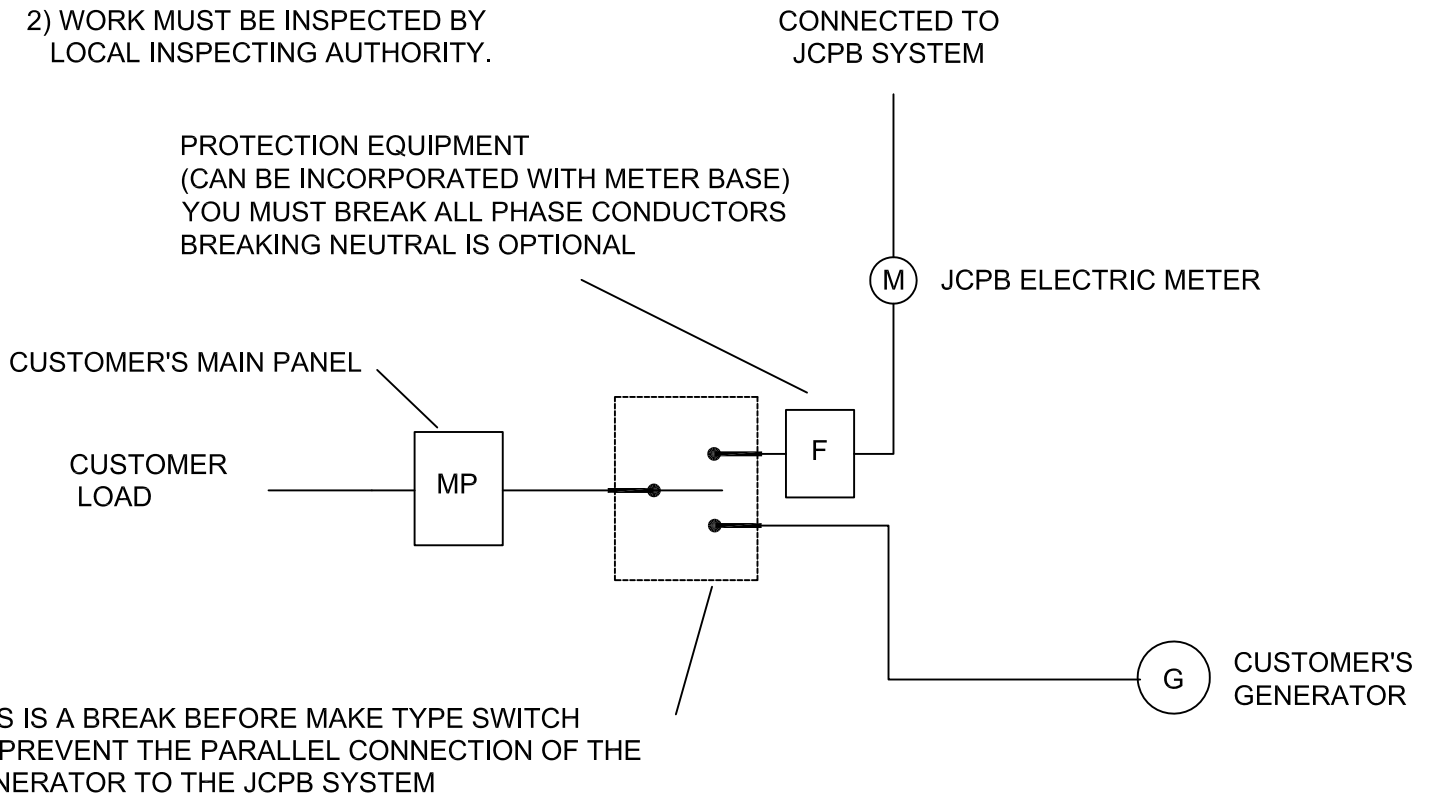 2) WORK MUST BE INSPECTED BY
LOCAL INSPECTING AUTHORITY.
CONNECTED TO
JCPB SYSTEM
PROTECTION EQUIPMENT
(CAN BE INCORPORATED WITH METER BASE)
YOU MUST BREAK ALL PHASE CONDUCTORS
BREAKING NEUTRAL IS OPTIONAL
M
JCPB ELECTRIC METER
CUSTOMER'S MAIN PANEL
F
CUSTOMER
LOAD
MP
G
CUSTOMER'S
GENERATOR
IS A BREAK BEFORE MAKE TYPE SWITCH
PREVENT THE PARALLEL CONNECTION OF THE
TO THE JCPB SYSTEM